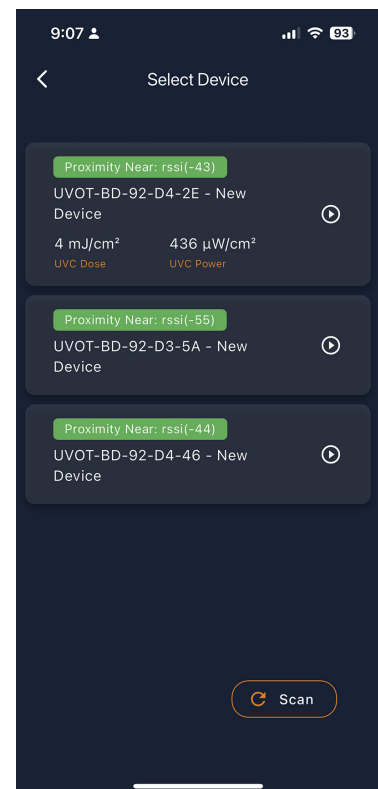 9:07
93
Select Device
Proximity Near: rssi(-43)
UVOT-BD-92-D4-2E - New
Device
4 mJ/cm² 436 μW/cm²
UVC Dose UVC Power
Proximity Near: rssi(-55)
UVOT-BD-92-D3-5A - New
Device
Proximity Near: rssi(-44)
UVOT-BD-92-D4-46 - New
Device
Scan